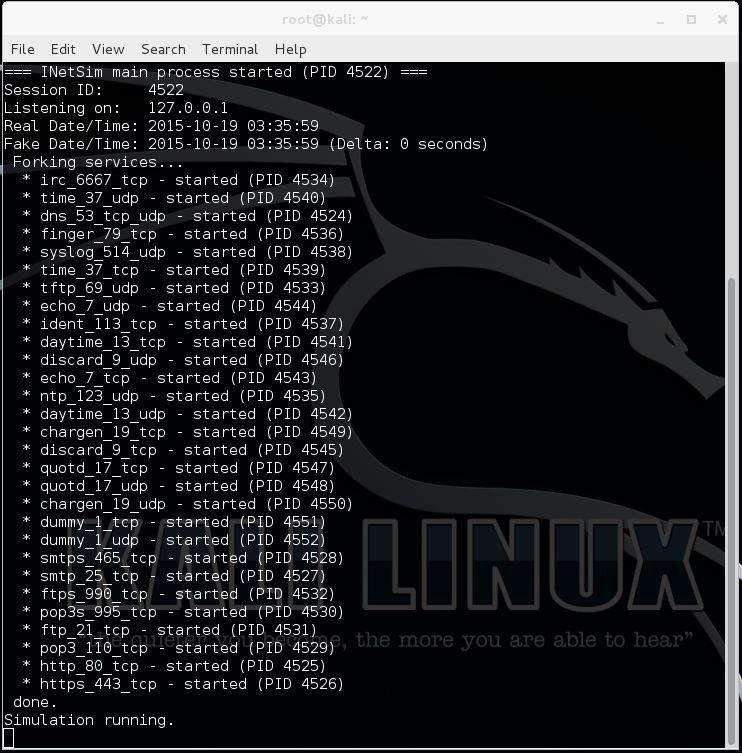 root@kali: ~
File Edit View Search Terminal Help
=== INetSim main process started (PID 4522) ===
Session ID: 4522
Listening on: 127.0.0.1
Real Date/Time: 2015-10-19 03:35:59
Fake Date/Time: 2015-10-19 03:35:59 (Delta: 0 seconds)
Forking services...
* irc_6667_tcp - started (PID 4534)
* time_37_udp - started (PID 4540)
* dns_53_tcp_udp - started (PID 4524)
* finger_79_tcp - started (PID 4536)
* syslog_514_udp - started (PID 4538)
* time_37_tcp - started (PID 4539)
* tftp_69_udp - started (PID 4533)
* echo_7_udp - started (PID 4544)
* ident_113_tcp - started (PID 4537)
* daytime_13_tcp - started (PID 4541)
* discard_9_udp - started (PID 4546)
* echo_7_tcp - started (PID 4543)
* ntp_123_udp - started (PID 4535)
* daytime_13_udp - started (PID 4542)
* chargen_19_tcp - started (PID 4549)
* discard_9_tcp - started (PID 4545)
* quotd_17_tcp - started (PID 4547)
* quotd_17_udp - started (PID 4548)
* chargen_19_udp - started (PID 4550)
* dummy_1_tcp - started (PID 4551)
* dummy_1_udp - started (PID 4552)
* smtps_465_tcp - started (PID 4528)
* smtp_25_tcp - started (PID 4527)
* ftps_990_tcp - started (PID 4532)
* pop3s_995_tcp - started (PID 4530)
* ftp_21_tcp - started (PID 4531)
* pop3_110_tcp - started (PID 4529)
* http_80_tcp - started (PID 4525)
* https_443_tcp - started (PID 4526)
done.
Simulation running.
KALI LINUX™
quieter you become, the more you are able to hear”